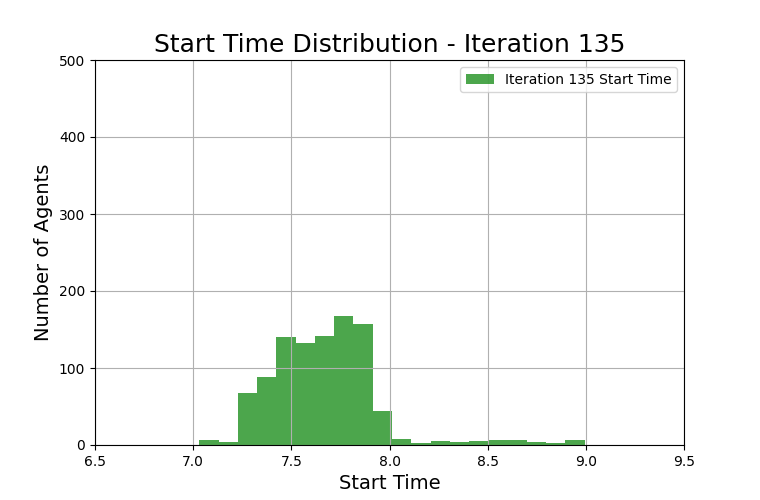 Start Time Distribution - Iteration 135
Iteration 135 Start Time
Number of Agents
500
400
300
200
100
0
6.5 7.0 7.5 8.0 8.5 9.0 9.5
Start Time